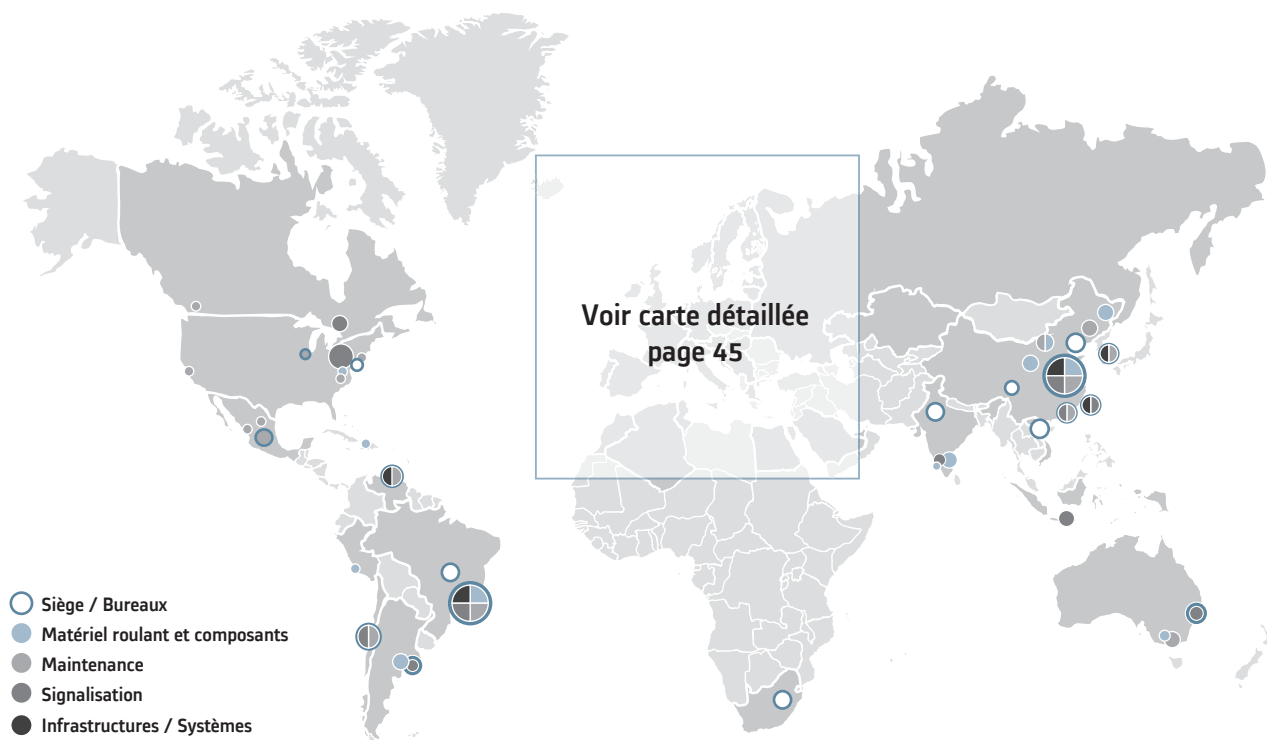 Voir carte détaillée
page 45
Siège / Bureaux
Matériel roulant et composants
Maintenance
Signalisation
Infrastructures / Systèmes